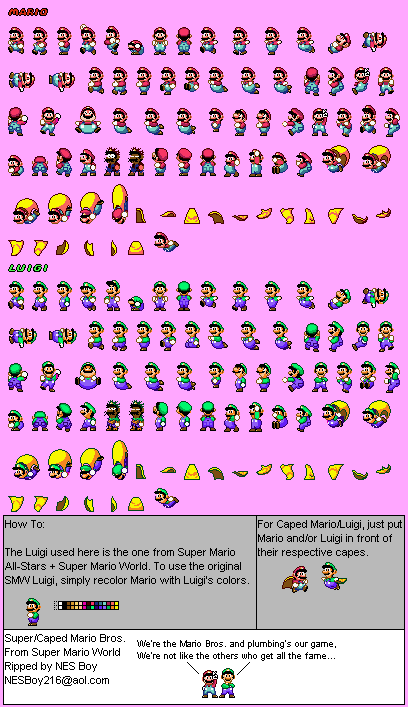 MARIO
LUIGI
How To:
The Luigi used here is the one from Super Mario
All-Stars + Super Mario World. To use the original
SMW Luigi, simply recolor Mario with Luigi's colors.
For Caped Mario/Luigi, just put
Mario and/or Luigi in front of
their respective capes.
Super/Caped Mario Bros.
From Super Mario World
Ripped by NES Boy
NESBoy216@aol.com
We're the Mario Bros. and plumbing's our game,
We're not like the others who get all the fame...